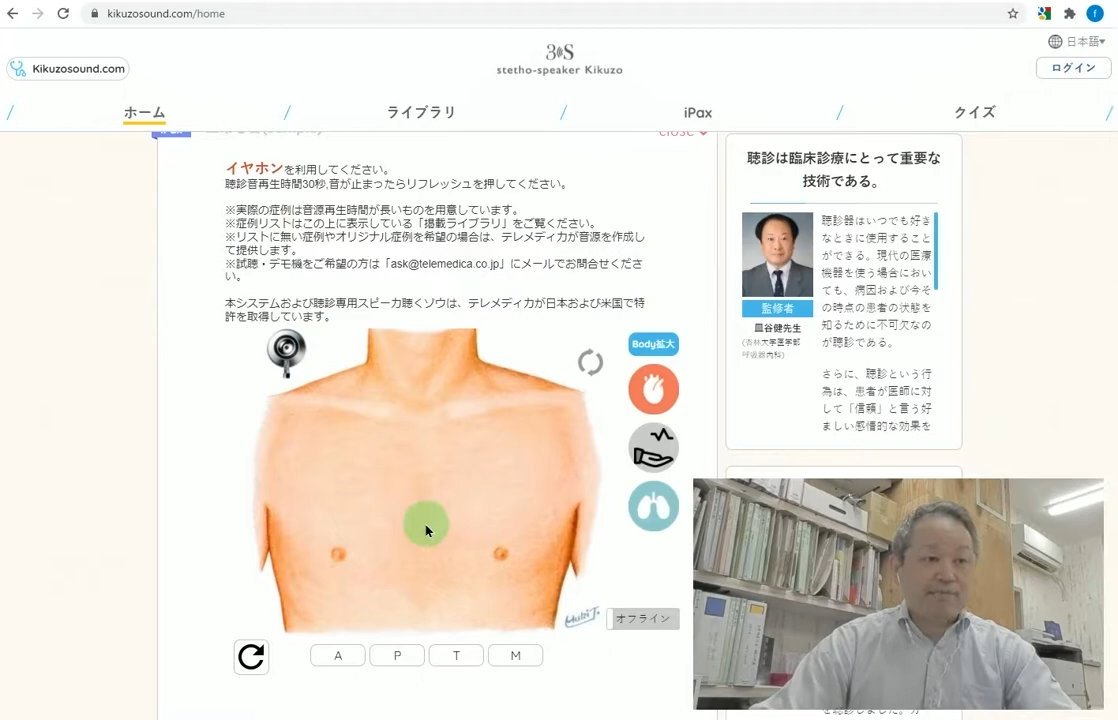 kikuzosound.com/home
f
Kikuzosound.com
3S
stetho-speaker Kikuzo
日本語
ログイン
ホーム
ライブラリ
iPax
クイズ
close
イヤホンを利用してください。
聴診音再生時間30秒,音が止まったらリフレッシュを押してください。
※実際の症例は音源再生時間が長いものを用意しています。
※症例リストはこの上に表示している「掲載ライブラリ」をご覧ください。
※リストに無い症例やオリジナル症例を希望の場合は、テレメディカが音源を作成し
て提供します。
※試聴・デモ機をご希望の方は「ask@telemedica.co.jp」にメールでお問合せくださ
い。
本システムおよび聴診専用スピーカ聴くゾウは、テレメディカが日本および米国で特
許を取得しています。
Body拡大
オフライン
A
P
T
M
聴診は臨床診療にとって重要な
技術である。
監修者
皿谷健先生
(杏林大学医学部
呼吸器内科)
聴診器はいつでも好き
なときに使用すること
ができる。現代の医療
機器を使う場合におい
ても、病因および今そ
の時点の患者の状態を
知るために不可欠なの
が聴診である。
さらに、聴診という行
為は、患者が医師に対
して「信頼」と言う好
ましい感情的な効果を